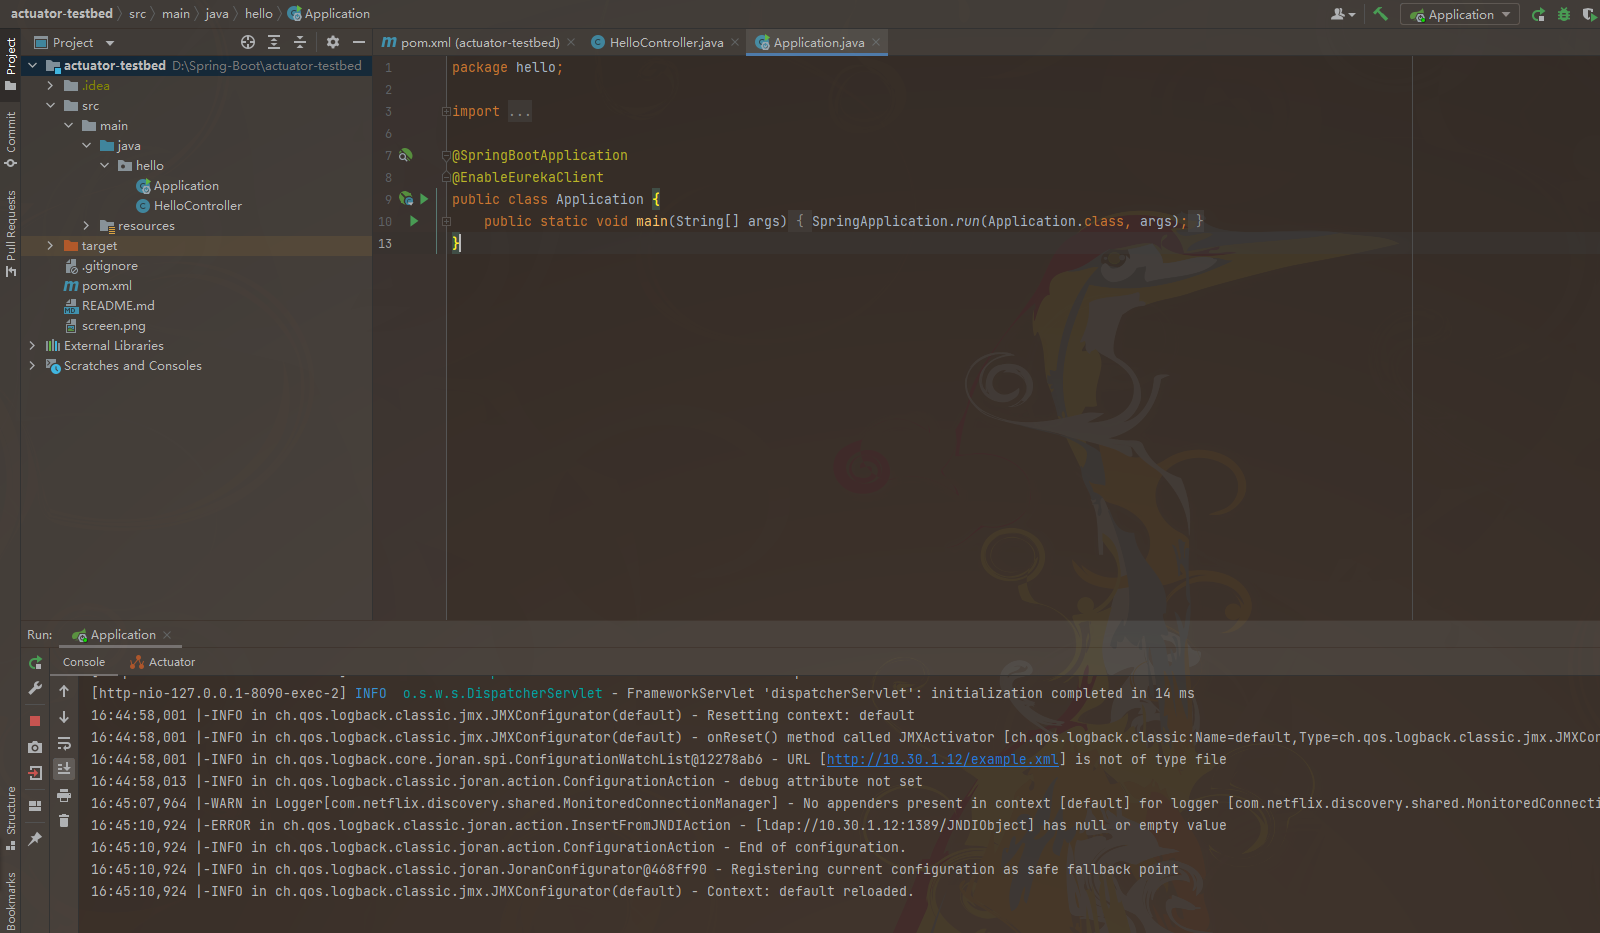 actuator-testbed src main java hello Application
Application
Project
pom.xml (actuator-testbed)
HelloController.java
Application.java
Project
Commit
Pull Requests
Structure
Bookmarks
actuator-testbed D:\Spring-Boot\actuator-testbed
.idea
src
main
java
hello
Application
HelloController
resources
target
.gitignore
pom.xml
README.md
screen.png
External Libraries
Scratches and Consoles
1 package hello;
2
3 import ...
6
7 @SpringBootApplication
8 @EnableEurekaClient
9 public class Application {
10 public static void main(String[] args) { SpringApplication.run(Application.class, args); }
13 }
Run: Application
Console Actuator
[http-nio-127.0.0.1-8090-exec-2] INFO  o.s.w.s.DispatcherServlet - FrameworkServlet 'dispatcherServlet': initialization completed in 14 ms
16:44:58,001 |-INFO in ch.qos.logback.classic.jmx.JMXConfigurator(default) - Resetting context: default
16:44:58,001 |-INFO in ch.qos.logback.classic.jmx.JMXConfigurator(default) - onReset() method called JMXActivator [ch.qos.logback.classic:Name=default,Type=ch.qos.logback.classic.jmx.JMXCon
16:44:58,001 |-INFO in ch.qos.logback.core.joran.spi.ConfigurationWatchList@12278ab6 - URL [http://10.30.1.12/example.xml] is not of type file
16:44:58,013 |-INFO in ch.qos.logback.classic.joran.action.ConfigurationAction - debug attribute not set
16:45:07,964 |-WARN in Logger[com.netflix.discovery.shared.MonitoredConnectionManager] - No appenders present in context [default] for logger [com.netflix.discovery.shared.MonitoredConnecti
16:45:10,924 |-ERROR in ch.qos.logback.classic.joran.action.InsertFromJNDIAction - [ldap://10.30.1.12:1389/JNDIObject] has null or empty value
16:45:10,924 |-INFO in ch.qos.logback.classic.joran.action.ConfigurationAction - End of configuration.
16:45:10,924 |-INFO in ch.qos.logback.classic.joran.JoranConfigurator@468ff90 - Registering current configuration as safe fallback point
16:45:10,924 |-INFO in ch.qos.logback.classic.jmx.JMXConfigurator(default) - Context: default reloaded.